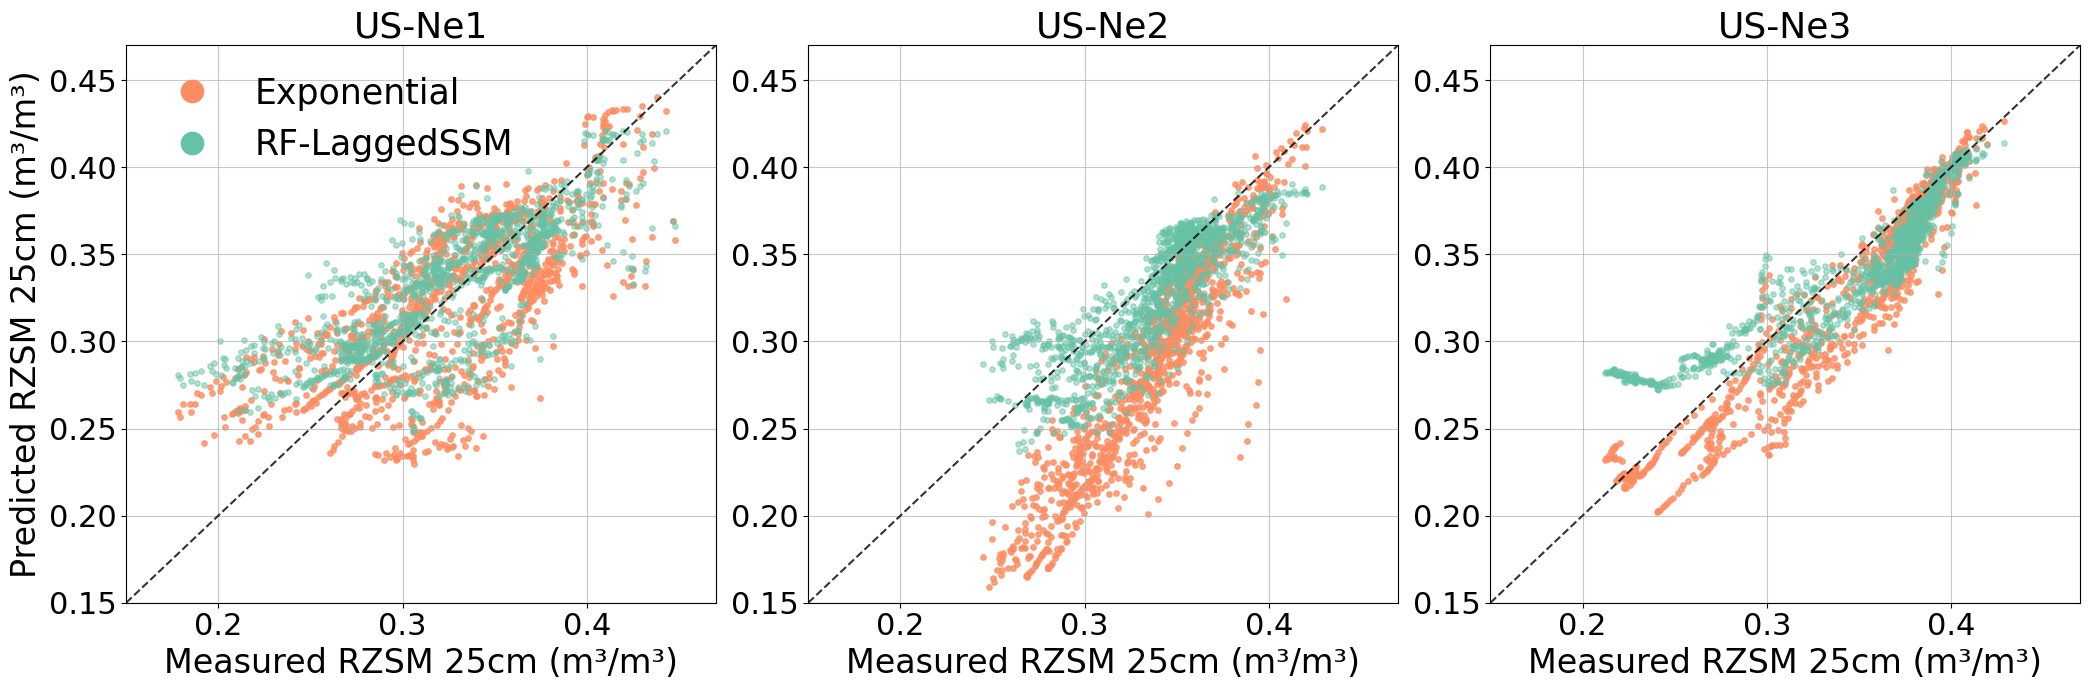 US-Ne1
US-Ne2
US-Ne3
Exponential
RF-LaggedSSM
Predicted RZSM 25cm (m³/m³)
0.45
0.40
0.35
0.30
0.25
0.20
0.15
0.45
0.40
0.35
0.30
0.25
0.20
0.15
0.45
0.40
0.35
0.30
0.25
0.20
0.15
0.2 0.3 0.4
0.2 0.3 0.4
0.2 0.3 0.4
Measured RZSM 25cm (m³/m³)
Measured RZSM 25cm (m³/m³)
Measured RZSM 25cm (m³/m³)